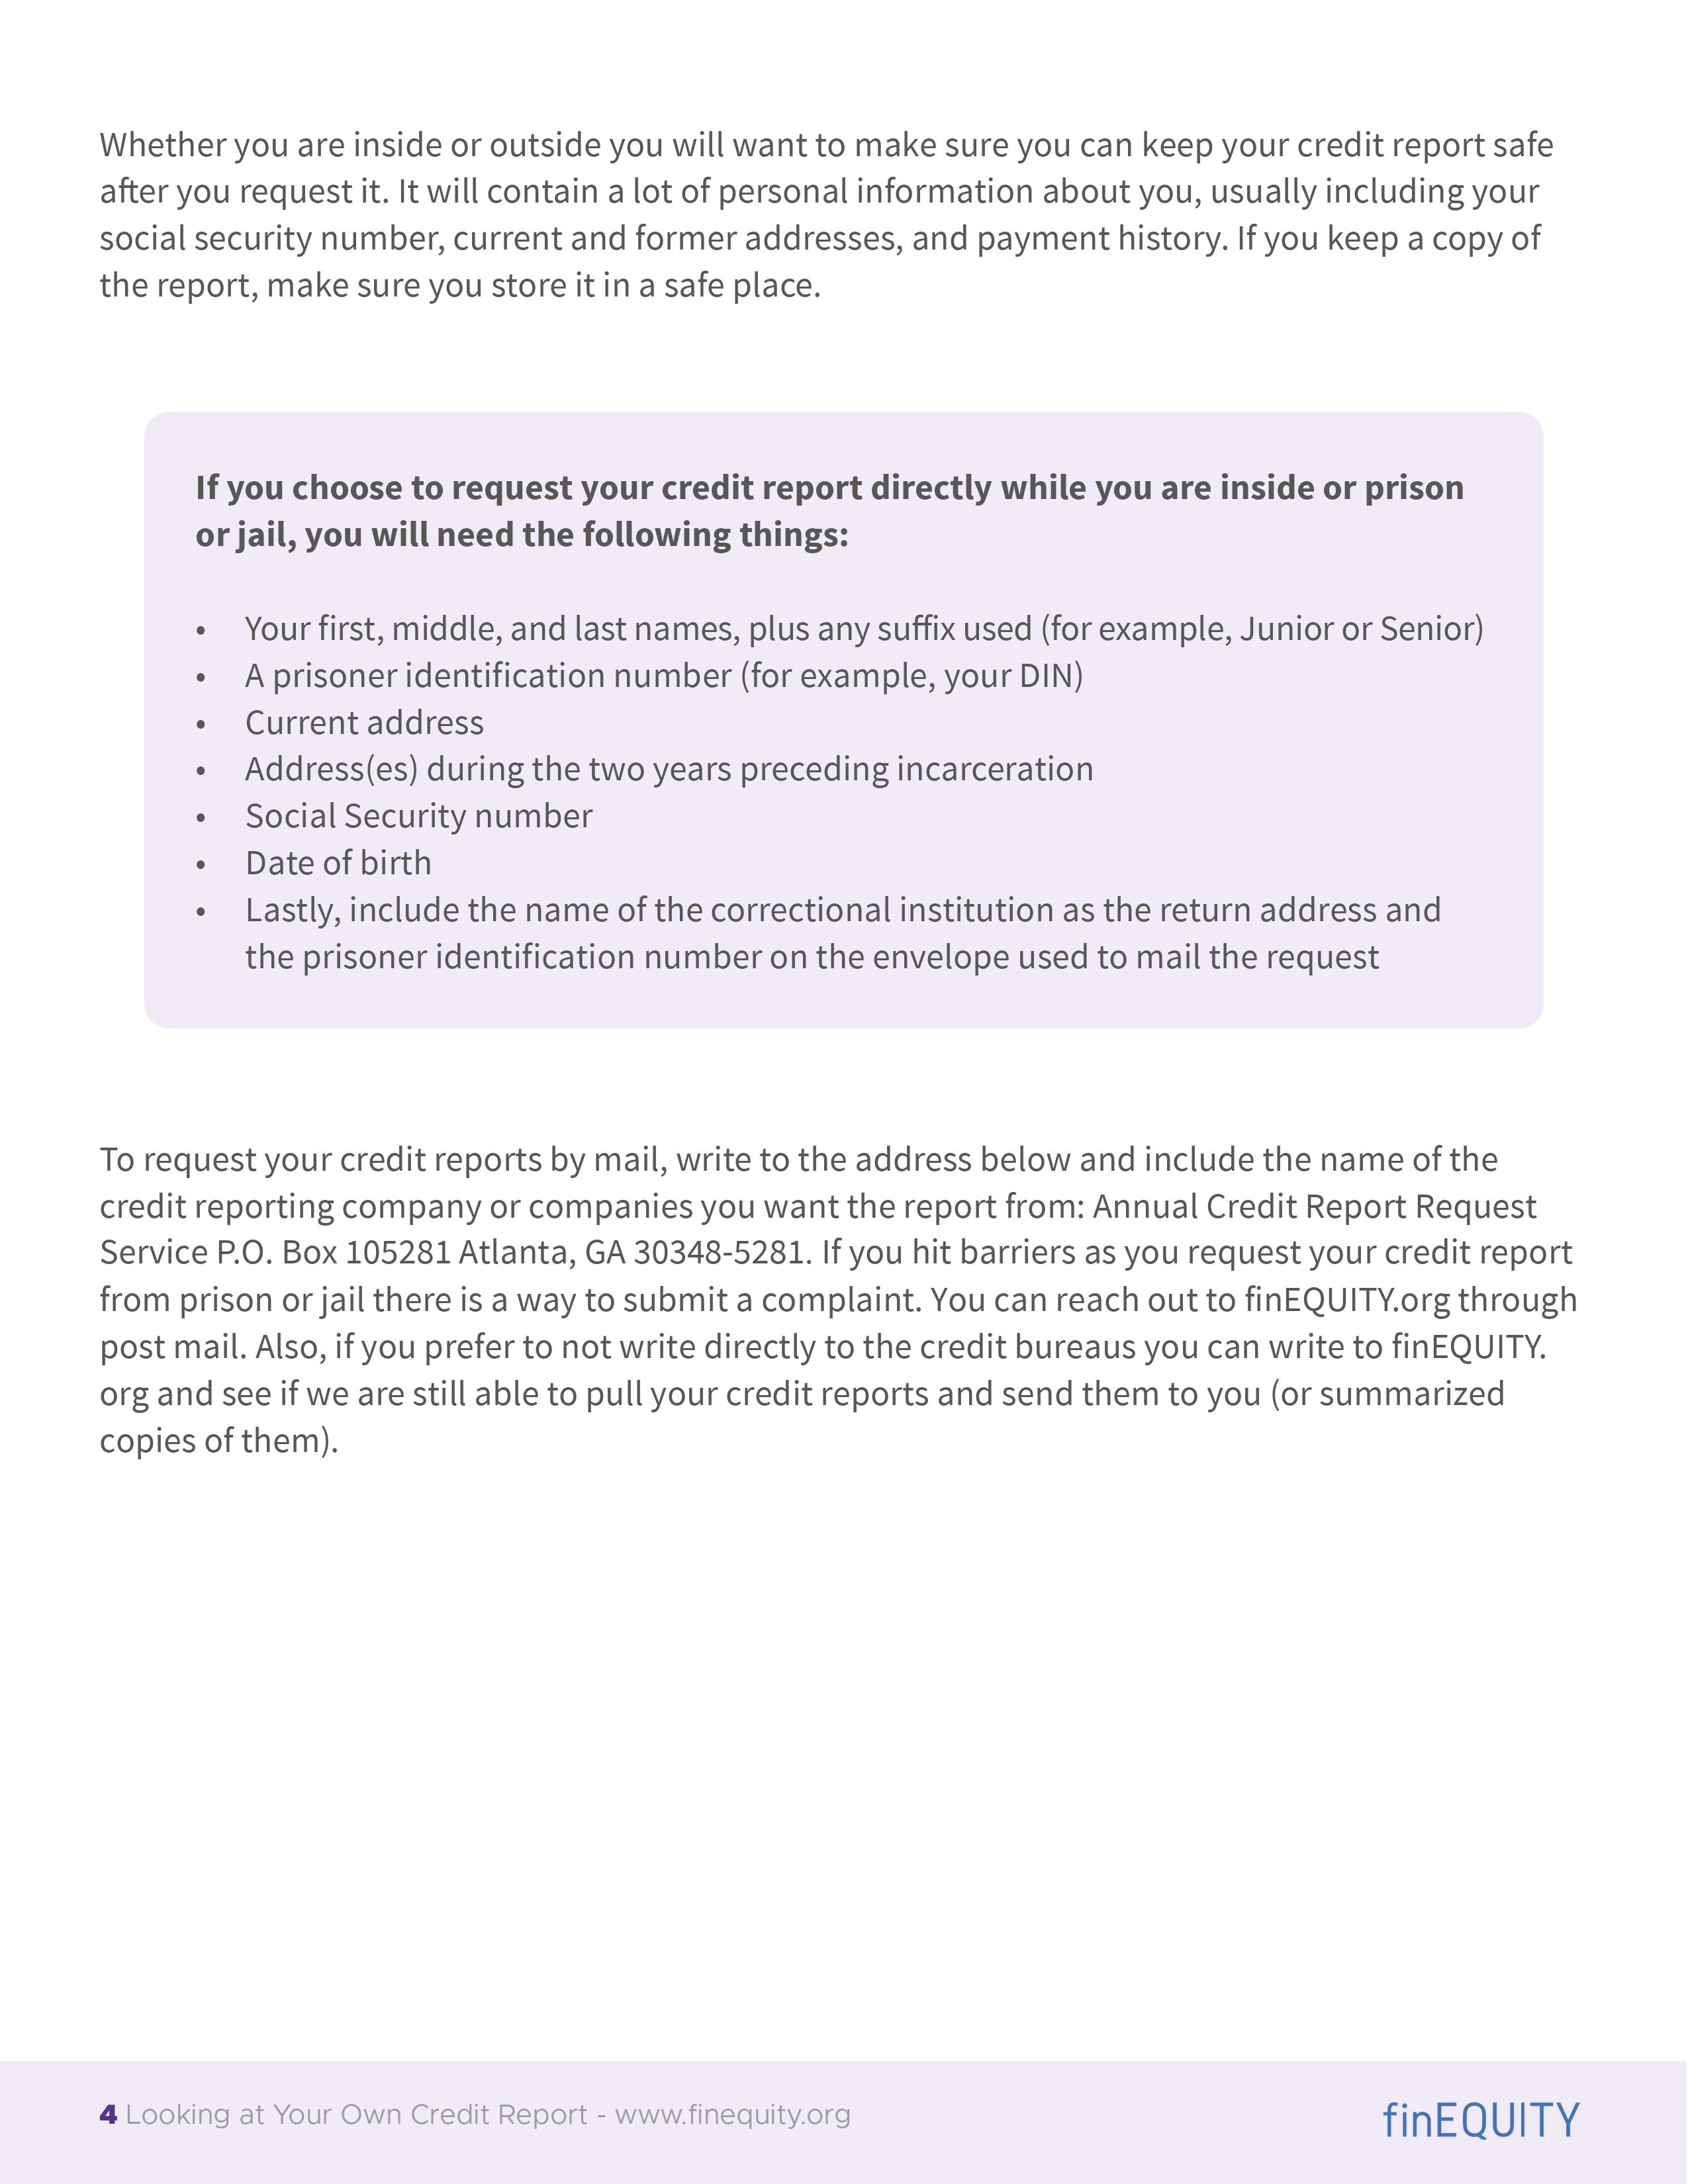 Whether you are inside or outside you will want to make sure you can keep your credit report safe
after you request it. It will contain a lot of personal information about you, usually including your
social security number, current and former addresses, and payment history. If you keep a copy of
the report, make sure you store it in a safe place.
If you choose to request your credit report directly while you are inside or prison
or jail, you will need the following things:
• Your first, middle, and last names, plus any suffix used (for example, Junior or Senior)
• A prisoner identification number (for example, your DIN)
• Current address
• Address(es) during the two years preceding incarceration
• Social Security number
• Date of birth
• Lastly, include the name of the correctional institution as the return address and
the prisoner identification number on the envelope used to mail the request
To request your credit reports by mail, write to the address below and include the name of the
credit reporting company or companies you want the report from: Annual Credit Report Request
Service P.O. Box 105281 Atlanta, GA 30348-5281. If you hit barriers as you request your credit report
from prison or jail there is a way to submit a complaint. You can reach out to finEQUITY.org through
post mail. Also, if you prefer to not write directly to the credit bureaus you can write to finEQUITY.
org and see if we are still able to pull your credit reports and send them to you (or summarized
copies of them).
4 Looking at Your Own Credit Report - www.finequity.org
finEQUITY